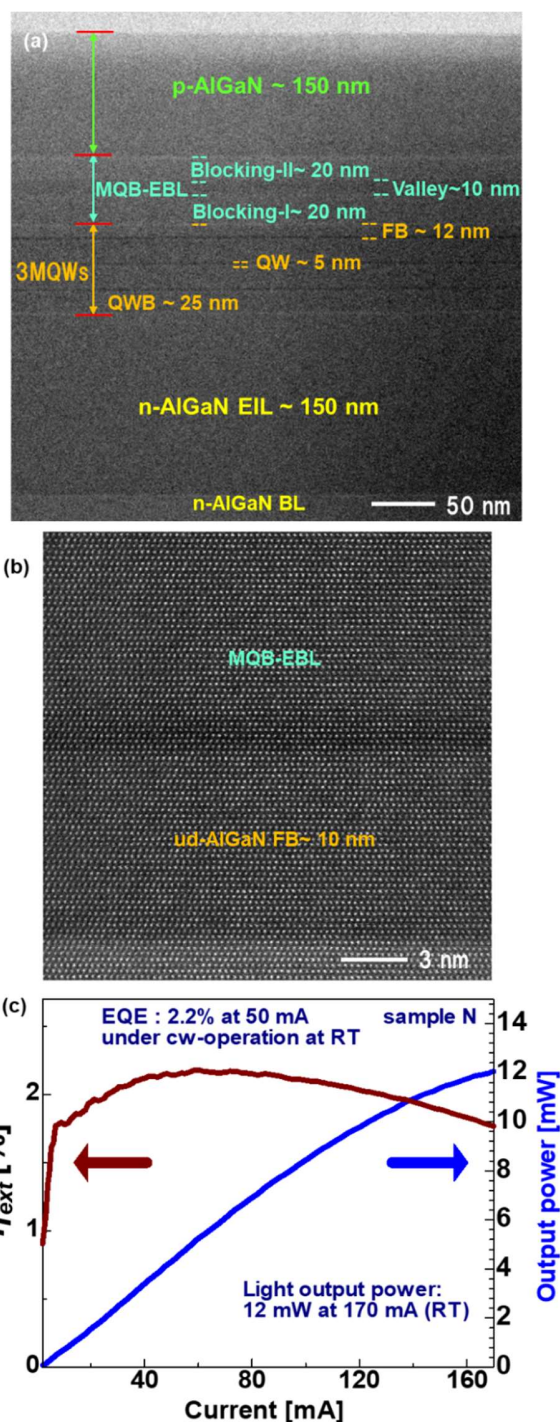 (a)
p-AlGaN ~ 150 nm
Blocking-II~ 20 nm
MQB-EBL
Valley~10 nm
Blocking-I~ 20 nm
FB ~ 12 nm
3MQWs
QW ~ 5 nm
QWB ~ 25 nm
n-AlGaN EIL ~ 150 nm
n-AlGaN BL
50 nm
(b)
MQB-EBL
ud-AlGaN FB~ 10 nm
3 nm
(c)
EQE : 2.2% at 50 mA
sample N
under cw-operation at RT
14
2
12
10
8
1
6
4
Light output power:
12 mW at 170 mA (RT)
2
0
0
40
80
120
160
Current [mA]
Output power [mW]